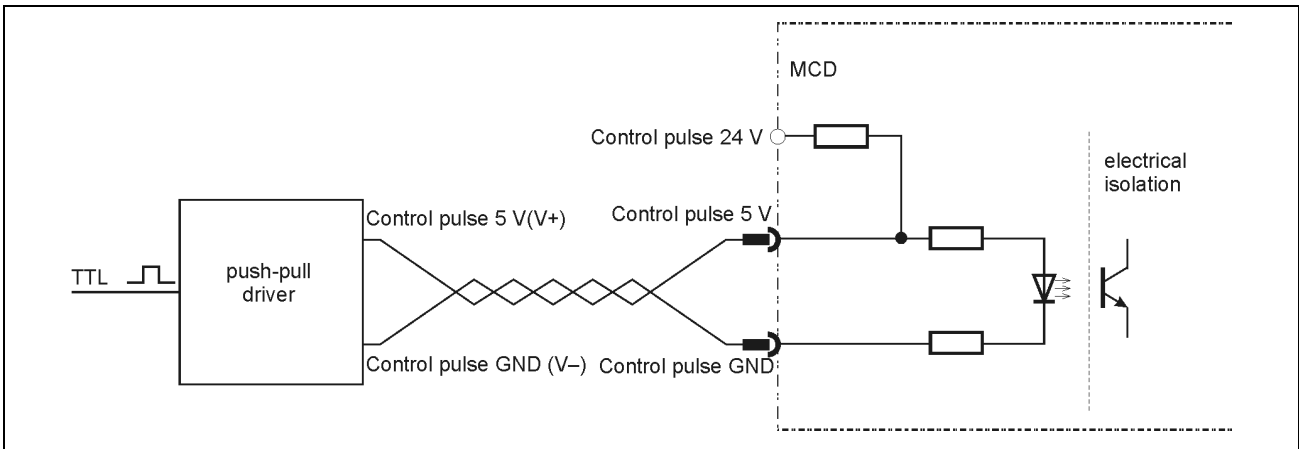 MCD
Control pulse 24 V
electrical
isolation
Control pulse 5 V(V+)
Control pulse 5 V
TTL
push-pull
driver
Control pulse GND (V–)
Control pulse GND